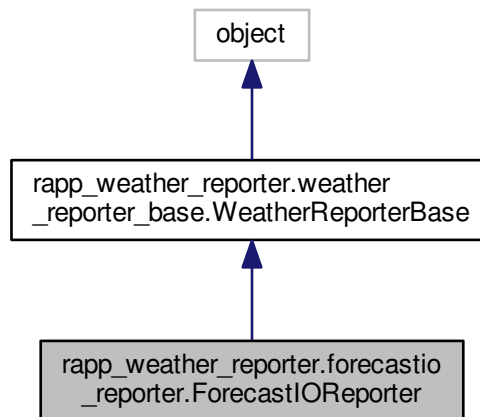 object
rapp_weather_reporter.weather
_reporter_base.WeatherReporterBase
rapp_weather_reporter.forecastio
_reporter.ForecastIOReporter